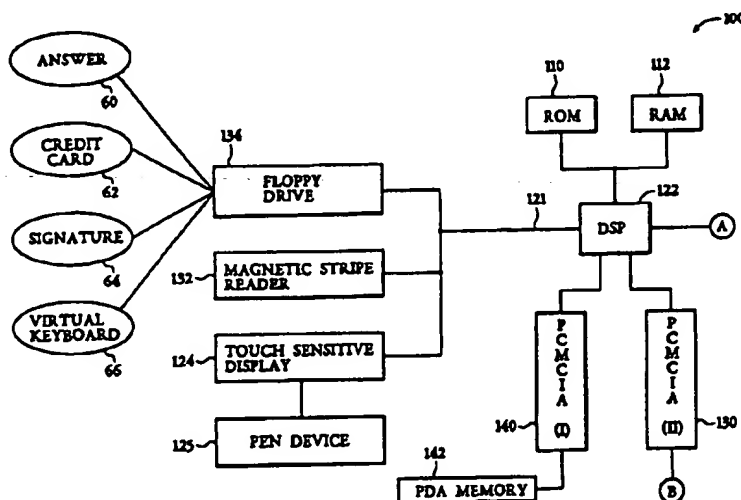 100
ANSWER
60
CREDIT
CARD
62
SIGNATURE
64
VIRTUAL
KEYBOARD
66
134
FLOPPY
DRIVE
132
MAGNETIC STRIPE
READER
124
TOUCH SENSITIVE
DISPLAY
125
PEN DEVICE
110
ROM
112
RAM
121
122
DSP
A
PCMCIA
(I)
140
PCMCIA
(II)
130
142
PDA MEMORY
B